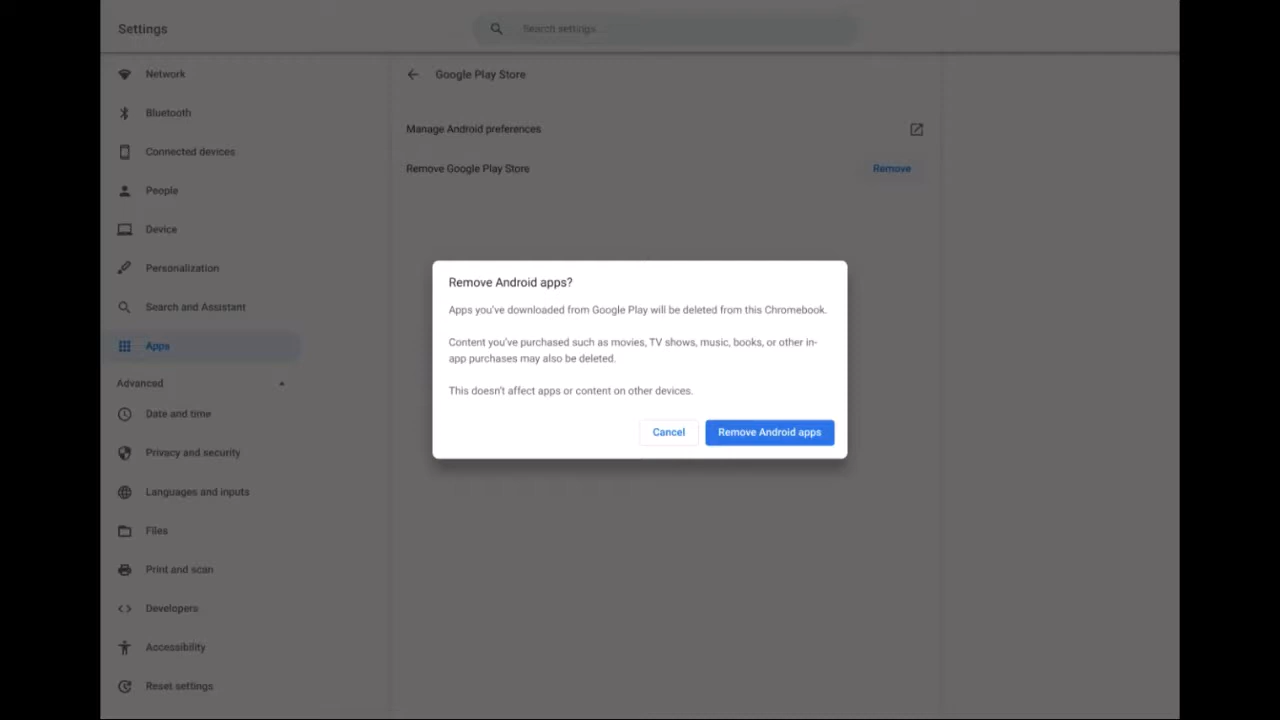 Settings
Search settings
Network
Bluetooth
Connected devices
People
Device
Personalization
Search and Assistant
Apps
Advanced
Date and time
Privacy and security
Languages and inputs
Files
Print and scan
Developers
Accessibility
Reset settings
Google Play Store
Manage Android preferences
Remove Google Play Store
Remove
Remove Android apps?
Apps you've downloaded from Google Play will be deleted from this Chromebook.
Content you've purchased such as movies, TV shows, music, books, or other in-
app purchases may also be deleted.
This doesn't affect apps or content on other devices.
Cancel
Remove Android apps